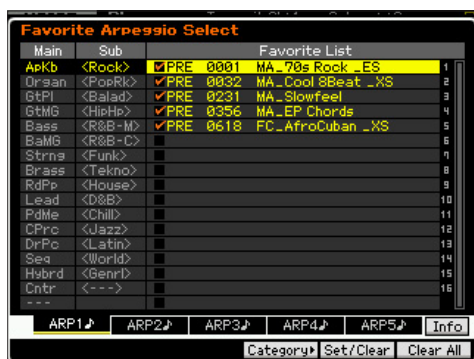 Favorite Arpeggio Select
Main Sub Favorite List
ApKb <Rock> PRE 0001 MA_70s Rock _ES 1
Organ <PopRk> PRE 0032 MA_Cool 8Beat _XS 2
GtPl <Balad> PRE 0231 MA_Slowfeel 3
GtMG <HipHp> PRE 0356 MA_EP Chords 4
Bass <R&B-M> PRE 0618 FC_AfroCuban _XS 5
BaMG <R&B-C> 6
Strng <Funk> 7
Brass <Tekno> 8
RdPp <House> 9
Lead <D&B> 10
PdMe <Chill> 11
CPrc <Jazz> 12
DrPc <Latin> 13
Seq <World> 14
Hybrd <Genrl> 15
Cntr <---> 16
---
ARP1♪ ARP2♪ ARP3♪ ARP4♪ ARP5♪ Info
Category Set/Clear Clear All